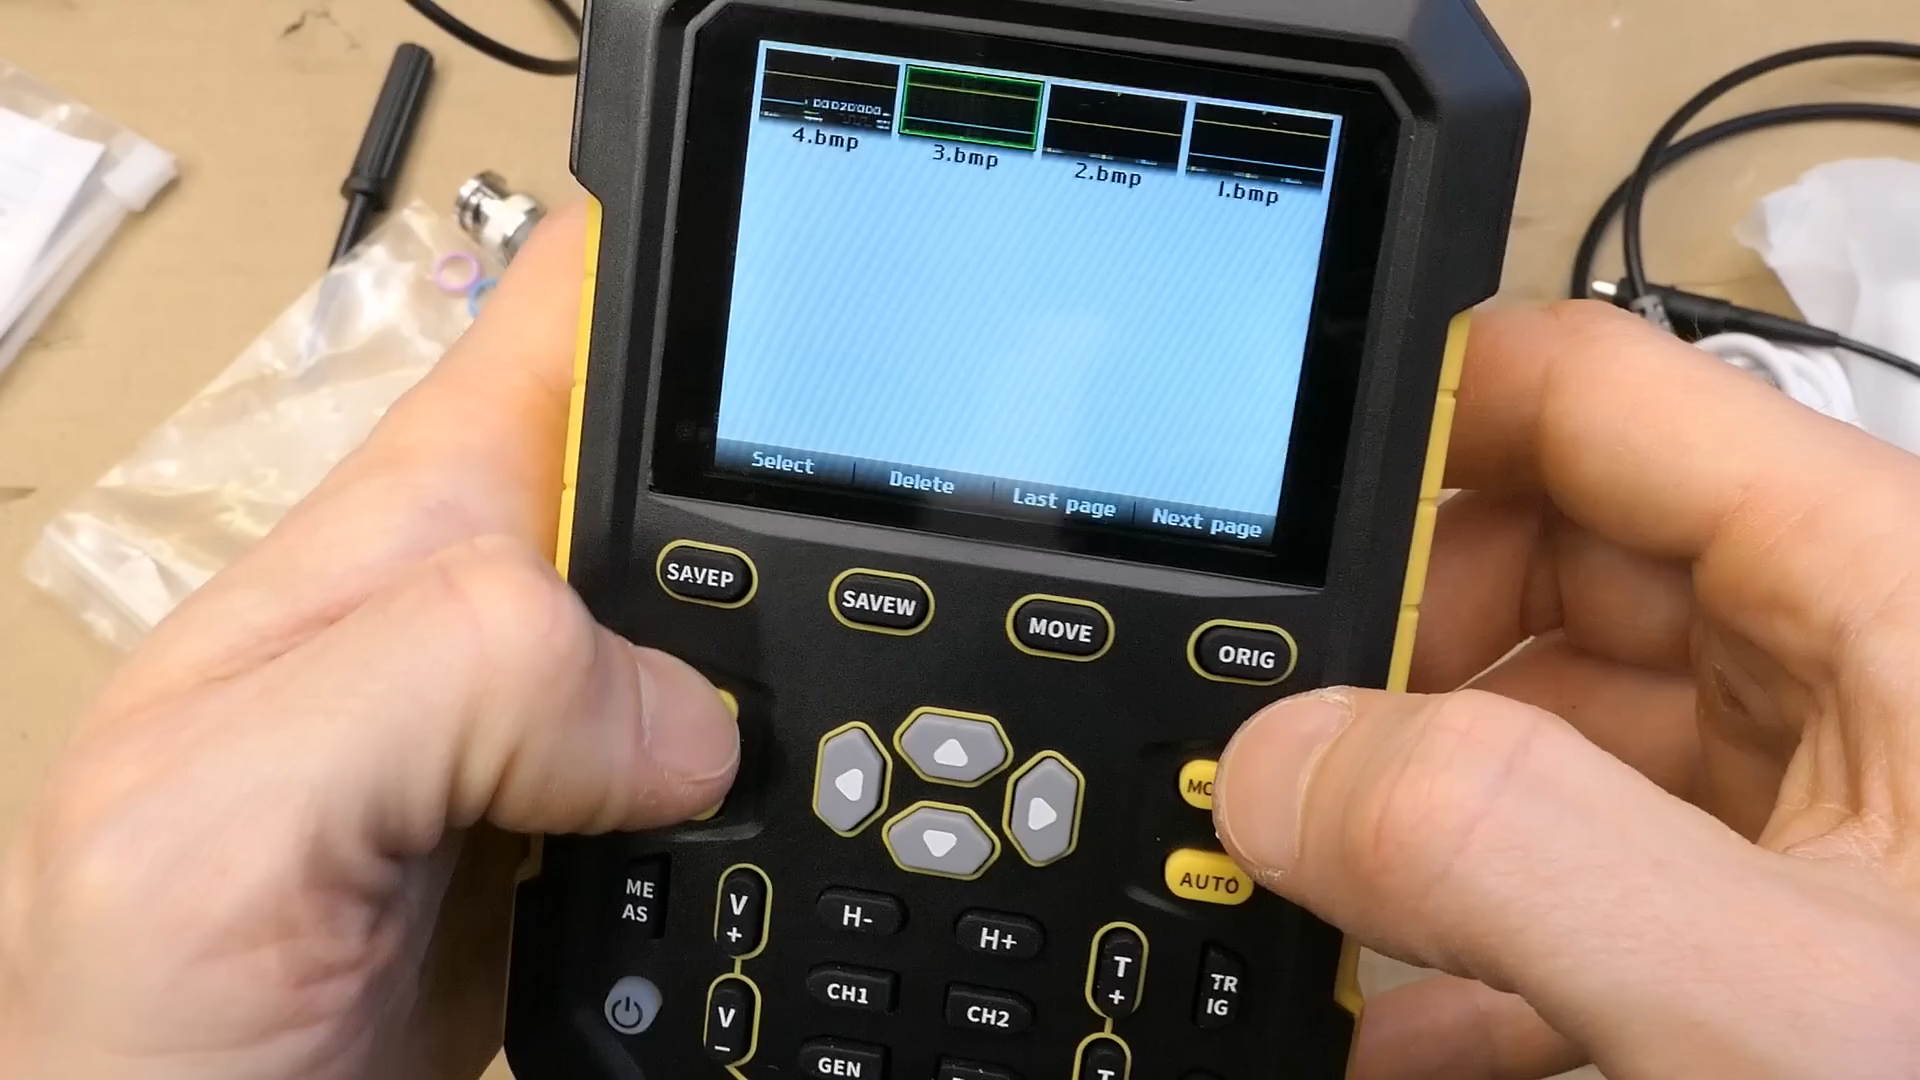 4.bmp 3.bmp 2.bmp 1.bmp
Select Delete Last page Next page
SAVEP SAVEW MOVE ORIG
AUTO
ME
AS
V
+
H-
H+
T
+
TR
IG
V
-
CH1
CH2
GEN
T